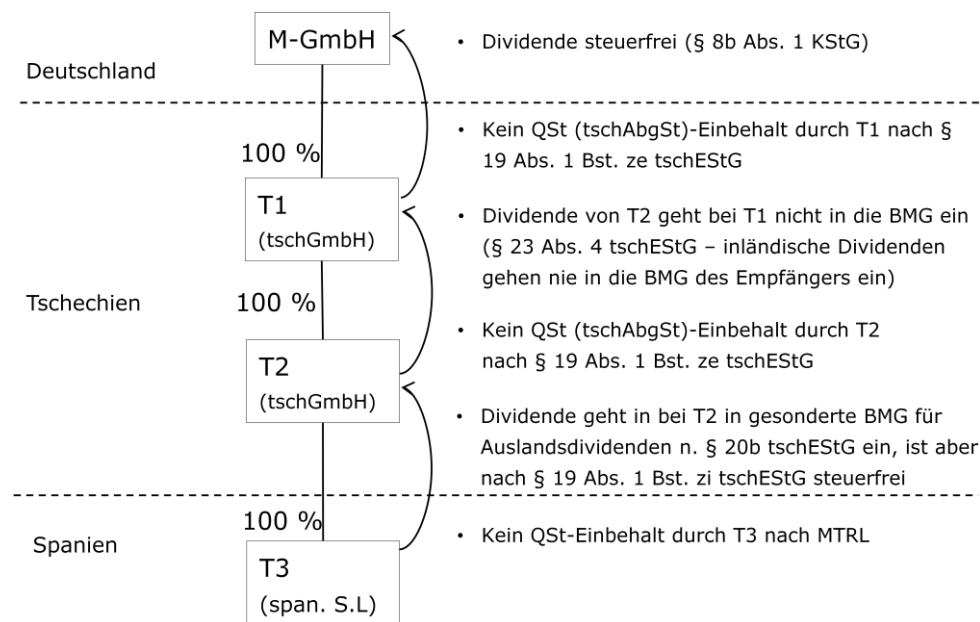 M-GmbH
• Dividende steuerfrei (§ 8b Abs. 1 KStG)
Deutschland
• Kein QSt (tschAbgSt)-Einbehalt durch T1 nach §
19 Abs. 1 Bst. ze tschEStG
100 %
T1
(tschGmbH)
• Dividende von T2 geht bei T1 nicht in die BMG ein
(§ 23 Abs. 4 tschEStG – inländische Dividenden
gehen nie in die BMG des Empfängers ein)
Tschechien
100 %
• Kein QSt (tschAbgSt)-Einbehalt durch T2
nach § 19 Abs. 1 Bst. ze tschEStG
T2
(tschGmbH)
• Dividende geht in bei T2 in gesonderte BMG für
Auslandsdividenden n. § 20b tschEStG ein, ist aber
nach § 19 Abs. 1 Bst. zi tschEStG steuerfrei
100 %
Spanien
• Kein QSt-Einbehalt durch T3 nach MTRL
T3
(span. S.L)